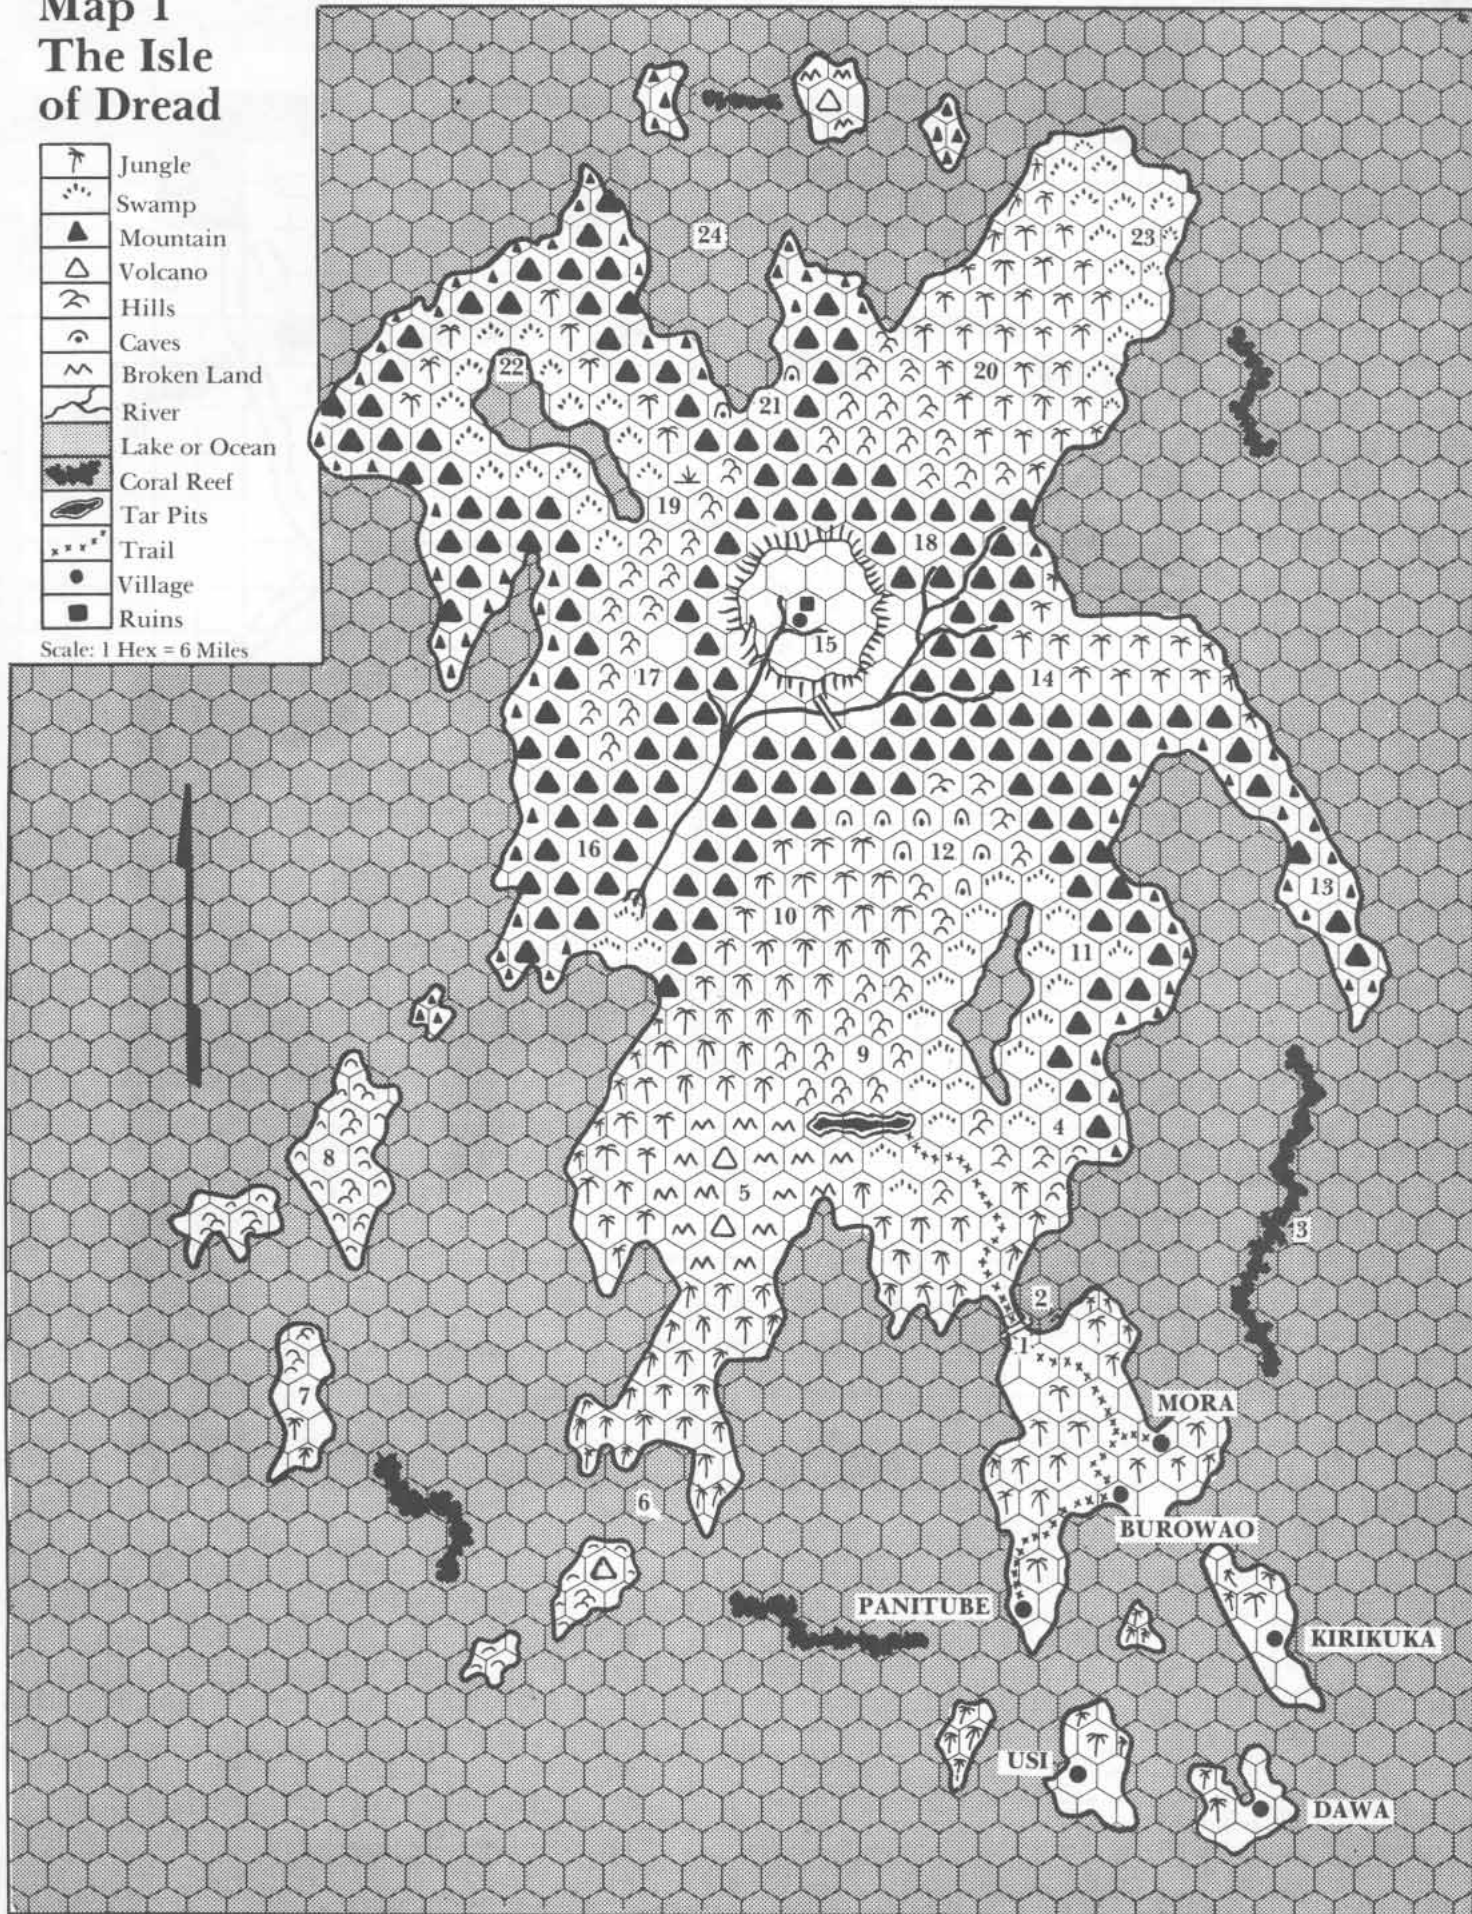 Map 1
The Isle
of Dread
Jungle
Swamp
Mountain
Volcano
Hills
Caves
Broken Land
River
Lake or Ocean
Coral Reef
Tar Pits
Trail
Village
Ruins
Scale: 1 Hex = 6 Miles
24
23
22
20
21
19
18
15
17
14
16
12
13
10
11
9
4
8
5
3
2
1
7
MORA
6
BUROWAO
PANITUBE
KIRIKUKA
USI
DAWA